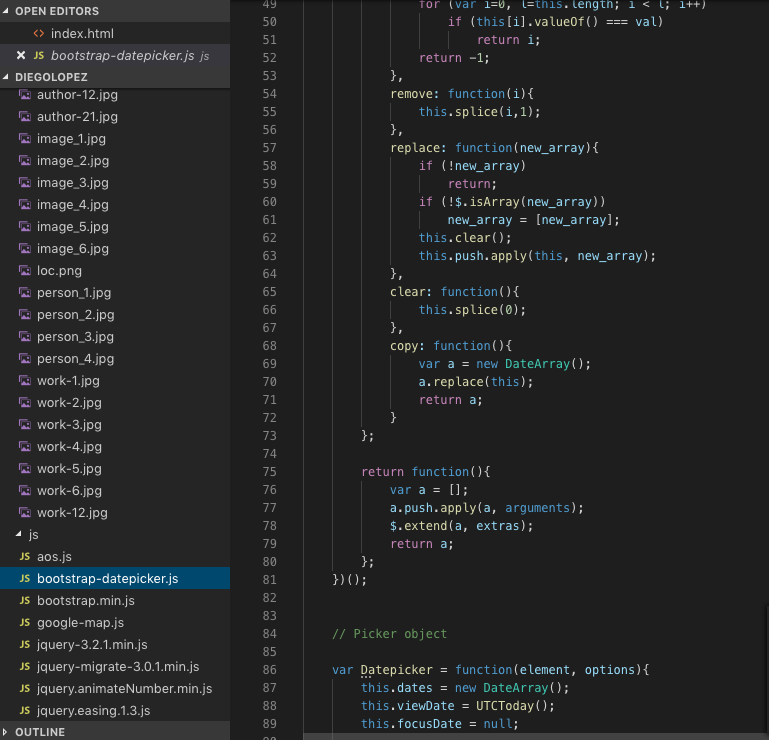 OPEN EDITORS
index.html
JS bootstrap-datepicker.js js
DIEGOLOPEZ
author-12.jpg
author-21.jpg
image_1.jpg
image_2.jpg
image_3.jpg
image_4.jpg
image_5.jpg
image_6.jpg
loc.png
person_1.jpg
person_2.jpg
person_3.jpg
person_4.jpg
work-1.jpg
work-2.jpg
work-3.jpg
work-4.jpg
work-5.jpg
work-6.jpg
work-12.jpg
js
JS aos.js
JS bootstrap-datepicker.js
JS bootstrap.min.js
JS google-map.js
JS jquery-3.2.1.min.js
JS jquery-migrate-3.0.1.min.js
JS jquery.animateNumber.min.js
JS jquery.easing.1.3.js
OUTLINE
49 for (var i=0, l=this.length; i < l; i++)
50 if (this[i].valueOf() === val)
51 return i;
52 return -1;
53 },
54 remove: function(i){
55 this.splice(i,1);
56 },
57 replace: function(new_array){
58 if (!new_array)
59 return;
60 if (!$.isArray(new_array))
61 new_array = [new_array];
62 this.clear();
63 this.push.apply(this, new_array);
64 },
65 clear: function(){
66 this.splice(0);
67 },
68 copy: function(){
69 var a = new DateArray();
70 a.replace(this);
71 return a;
72 }
73 };
74
75 return function(){
76 var a = [];
77 a.push.apply(a, arguments);
78 $.extend(a, extras);
79 return a;
80 };
81 })();
82
83
84 // Picker object
85
86 var Datepicker = function(element, options){
87 this.dates = new DateArray();
88 this.viewDate = UTCToday();
89 this.focusDate = null;